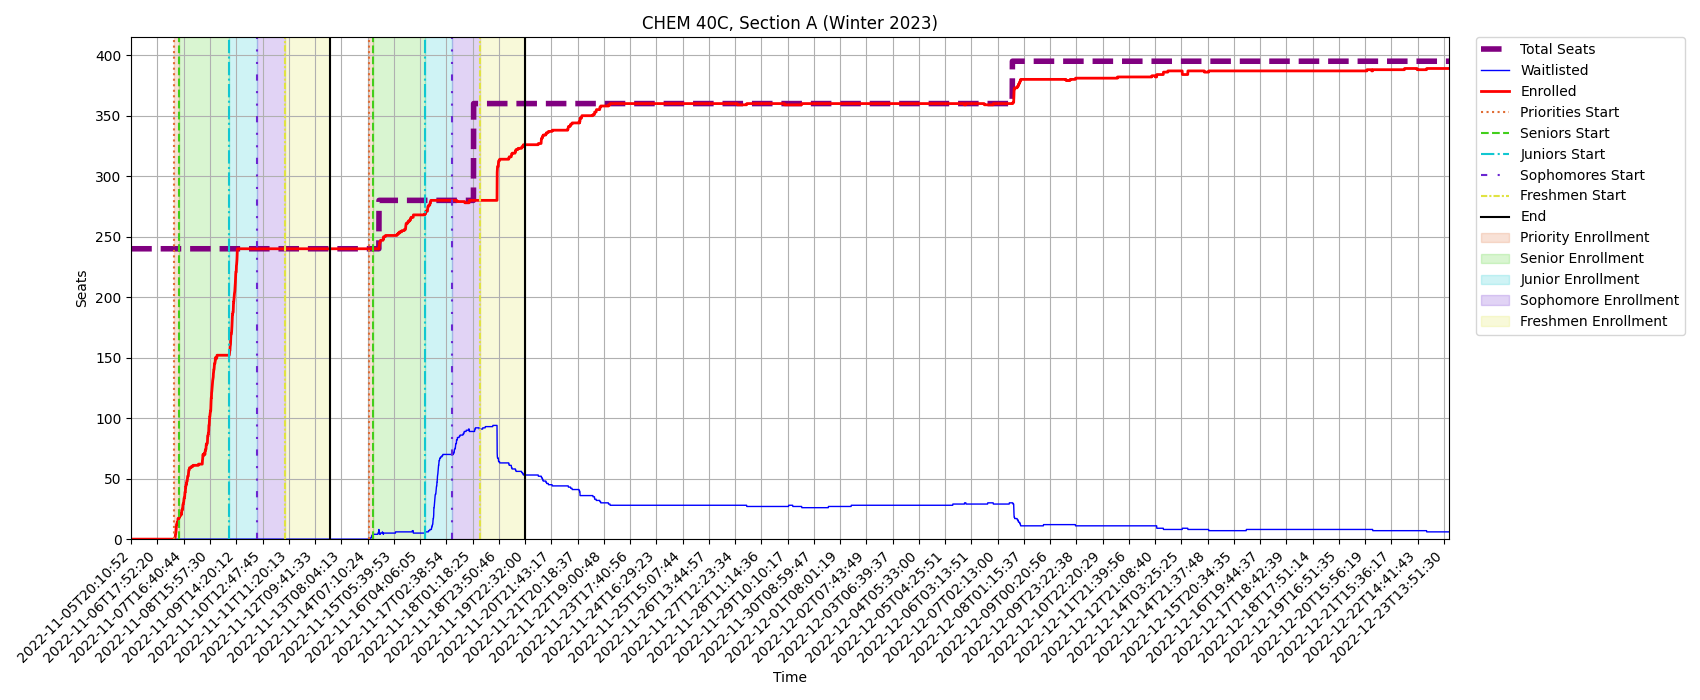 CHEM 40C, Section A (Winter 2023)
Seats
400
350
300
250
200
150
100
50
0
2022-11-05T20:10:52
2022-11-06T17:52:20
2022-11-07T16:40:44
2022-11-08T15:57:30
2022-11-09T14:20:12
2022-11-10T12:47:45
2022-11-11T11:20:13
2022-11-12T09:41:33
2022-11-13T08:04:13
2022-11-14T07:10:24
2022-11-15T05:39:53
2022-11-16T04:06:05
2022-11-17T02:38:54
2022-11-18T01:18:25
2022-11-18T23:50:46
2022-11-19T22:32:00
2022-11-20T21:43:17
2022-11-21T20:18:37
2022-11-22T19:00:48
2022-11-23T17:40:56
2022-11-24T16:29:23
2022-11-25T15:07:44
2022-11-26T13:44:57
2022-11-27T12:23:34
2022-11-28T11:14:36
2022-11-29T10:10:17
2022-11-30T08:59:47
2022-12-01T08:01:19
2022-12-02T07:43:49
2022-12-03T06:39:37
2022-12-04T05:33:00
2022-12-05T04:25:51
2022-12-06T03:13:51
2022-12-07T02:13:00
2022-12-08T01:15:37
2022-12-09T00:20:56
2022-12-09T23:22:38
2022-12-10T22:20:29
2022-12-11T21:39:56
2022-12-12T21:08:40
2022-12-14T03:25:25
2022-12-14T21:37:48
2022-12-15T20:34:35
2022-12-16T19:44:37
2022-12-17T18:42:39
2022-12-18T17:51:14
2022-12-19T16:51:35
2022-12-20T15:56:19
2022-12-21T15:36:17
2022-12-22T14:41:43
2022-12-23T13:51:30
Time
Total Seats
Waitlisted
Enrolled
Priorities Start
Seniors Start
Juniors Start
Sophomores Start
Freshmen Start
End
Priority Enrollment
Senior Enrollment
Junior Enrollment
Sophomore Enrollment
Freshmen Enrollment